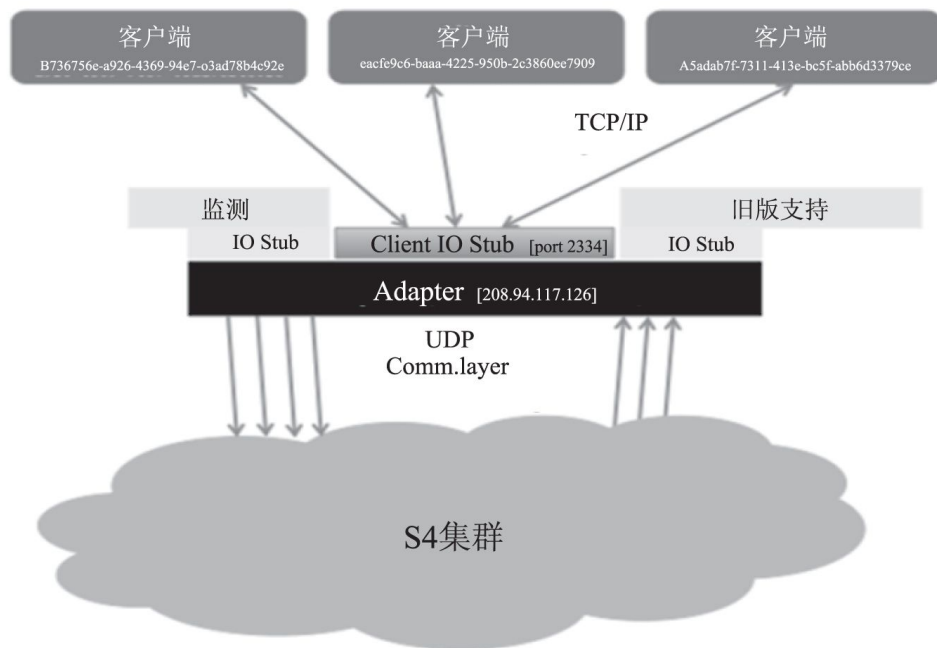 客户端
B736756e-a926-4369-94e7-o3ad78b4c92e
客户端
eacfe9c6-baaa-4225-950b-2c3860ee7909
客户端
A5adab7f-7311-413e-bc5f-abb6d3379ce
TCP/IP
监测
旧版支持
IO Stub
Client IO Stub [port 2334]
IO Stub
Adapter [208.94.117.126]
UDP
Comm.layer
S4集群